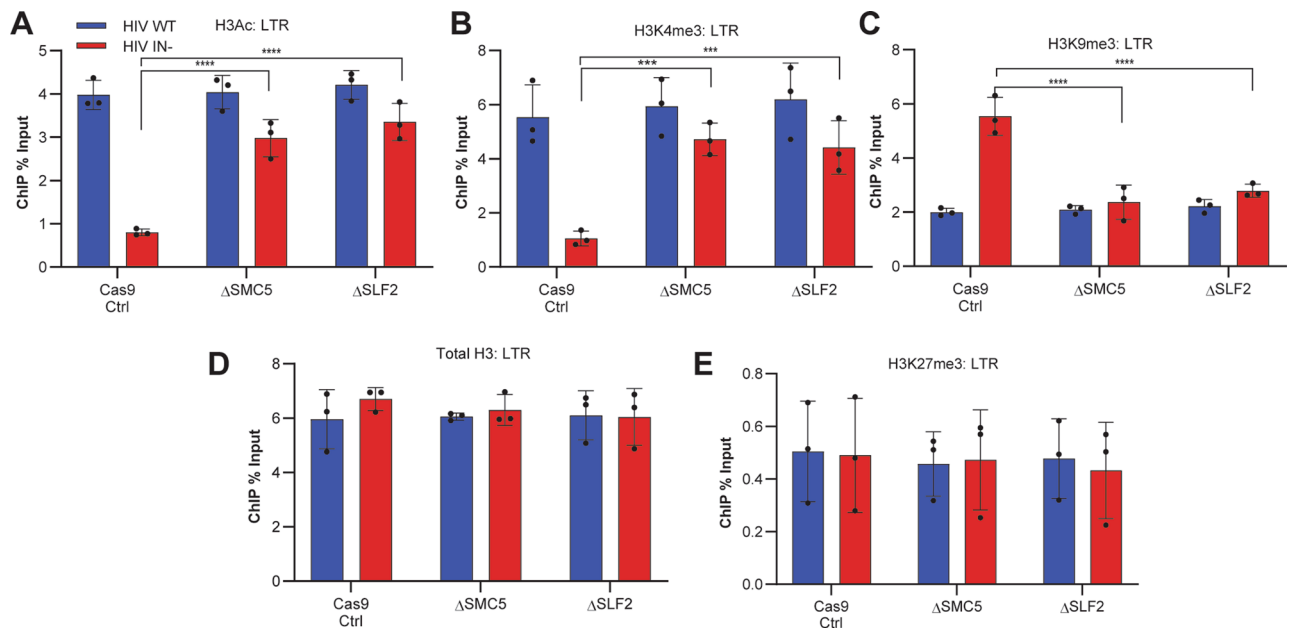 A
HIV WT
HIV IN-
H3Ac: LTR
****
****
ChIP % Input
5
4
3
2
1
0
Cas9
Ctrl
ΔSMC5
ΔSLF2
B
H3K4me3: LTR
***
***
ChIP % Input
8
6
4
2
0
Cas9
Ctrl
ΔSMC5
ΔSLF2
C
H3K9me3: LTR
****
****
ChIP % Input
8
6
4
2
0
Cas9
Ctrl
ΔSMC5
ΔSLF2
D
Total H3: LTR
ChIP % Input
8
6
4
2
0
Cas9
Ctrl
ΔSMC5
ΔSLF2
E
H3K27me3: LTR
ChIP % Input
0.8
0.6
0.4
0.2
0.0
Cas9
Ctrl
ΔSMC5
ΔSLF2